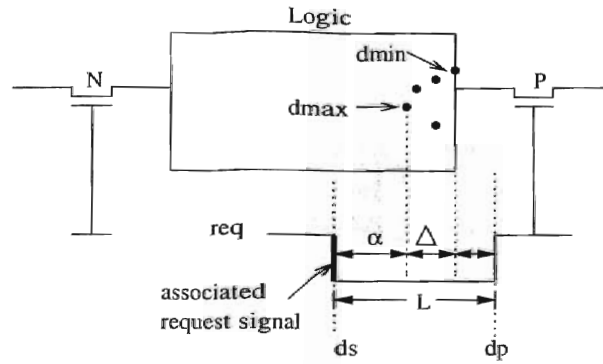 Logic
dmin
N
P
dmax
req
α
Δ
associated
request signal
L
ds
dp